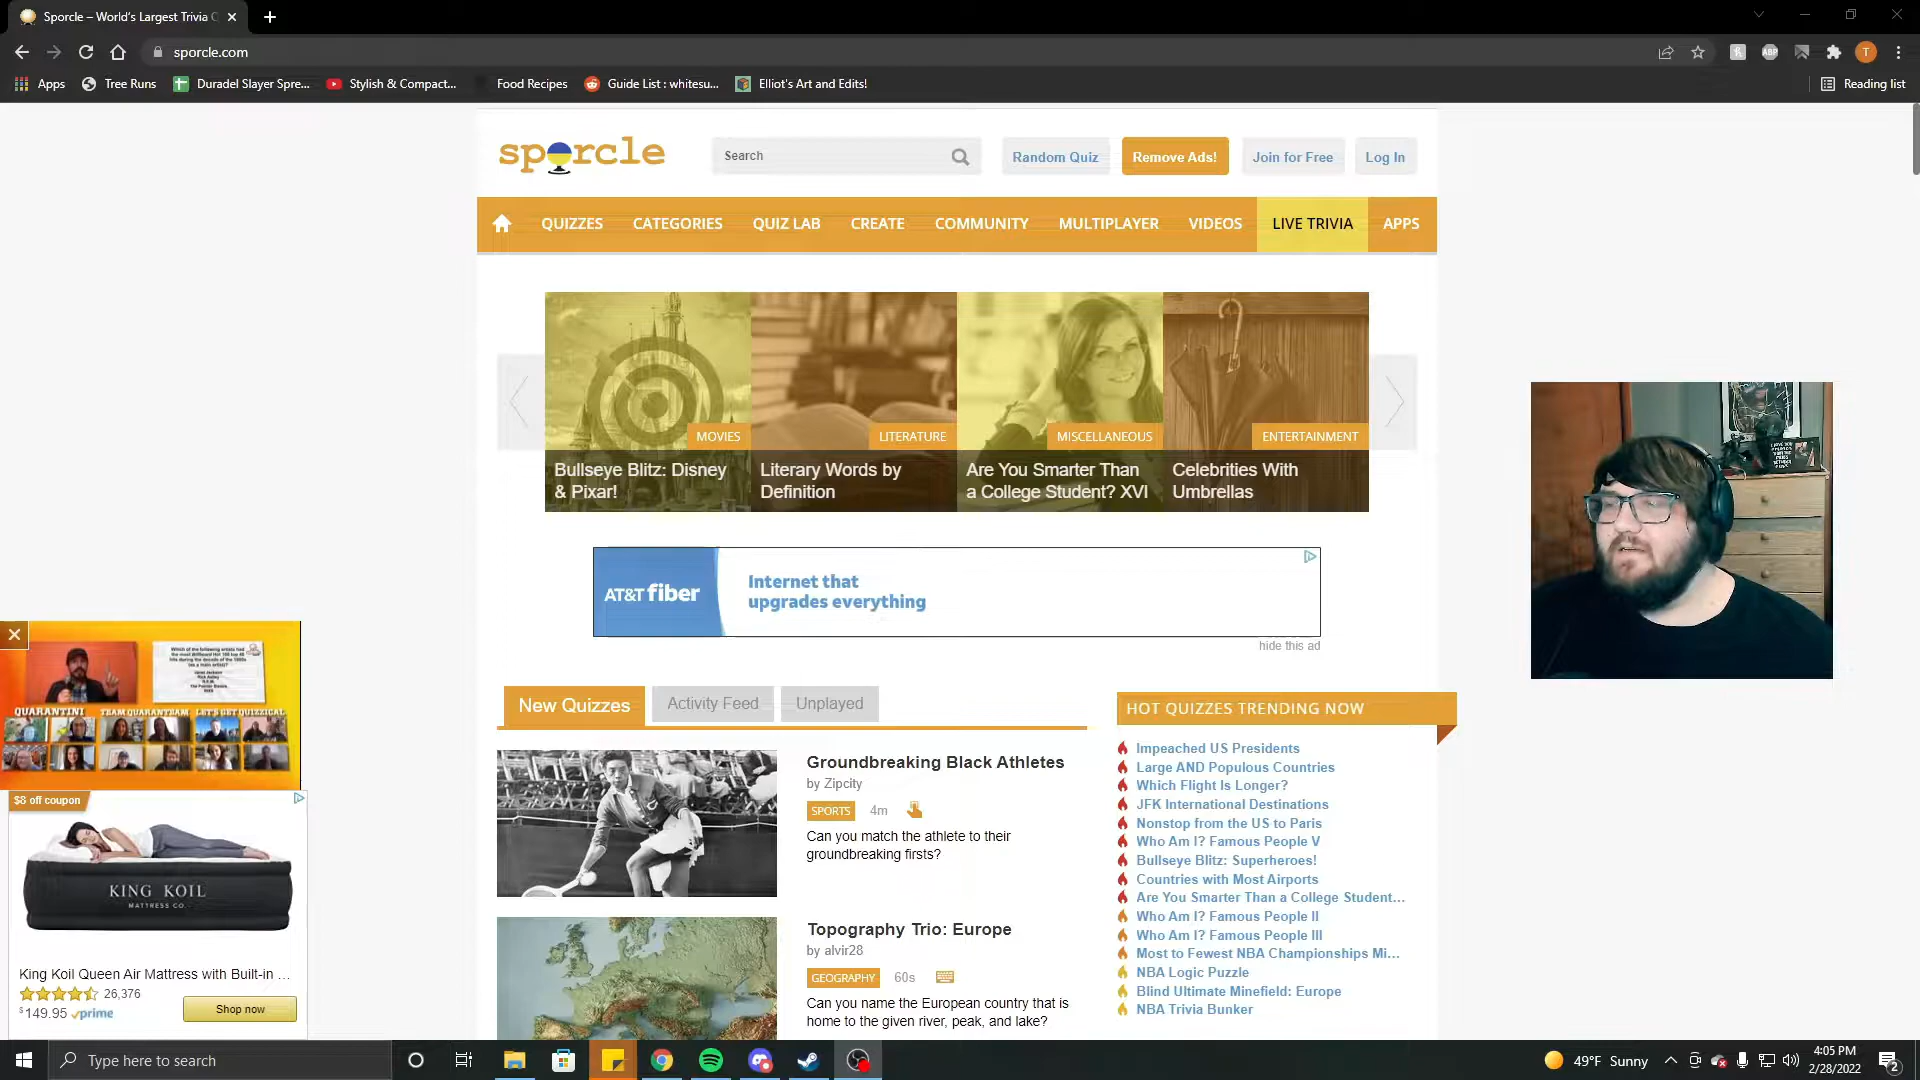 Sporcle – World's Largest Trivia Q
sporcle.com
ABP
T
Apps
Tree Runs
Duradel Slayer Spre...
Stylish & Compact...
Food Recipes
Guide List : whitesu...
Elliot's Art and Edits!
Reading list
sporcle
Search
Random Quiz
Remove Ads!
Join for Free
Log In
QUIZZES
CATEGORIES
QUIZ LAB
CREATE
COMMUNITY
MULTIPLAYER
VIDEOS
LIVE TRIVIA
APPS
MOVIES
Bullseye Blitz: Disney
& Pixar!
LITERATURE
Literary Words by
Definition
MISCELLANEOUS
Are You Smarter Than
a College Student? XVI
ENTERTAINMENT
Celebrities With
Umbrellas
AT&T fiber
Internet that
upgrades everything
hide this ad
QUARANTINI
TEAM QUARANTSAM
LET'S GET QUIZZICAL
$8 off coupon
KING KOIL
MATTRESS CO.
King Koil Queen Air Mattress with Built-in ...
26,376
$149.95 prime
Shop now
New Quizzes
Activity Feed
Unplayed
Groundbreaking Black Athletes
by Zipcity
SPORTS
4m
Can you match the athlete to their
groundbreaking firsts?
Topography Trio: Europe
by alvir28
GEOGRAPHY
60s
Can you name the European country that is
home to the given river, peak, and lake?
HOT QUIZZES TRENDING NOW
Impeached US Presidents
Large AND Populous Countries
Which Flight Is Longer?
JFK International Destinations
Nonstop from the US to Paris
Who Am I? Famous People V
Bullseye Blitz: Superheroes!
Countries with Most Airports
Are You Smarter Than a College Student...
Who Am I? Famous People II
Who Am I? Famous People III
Most to Fewest NBA Championships Mi...
NBA Logic Puzzle
Blind Ultimate Minefield: Europe
NBA Trivia Bunker
Type here to search
49°F Sunny
4:05 PM
2/28/2022
2